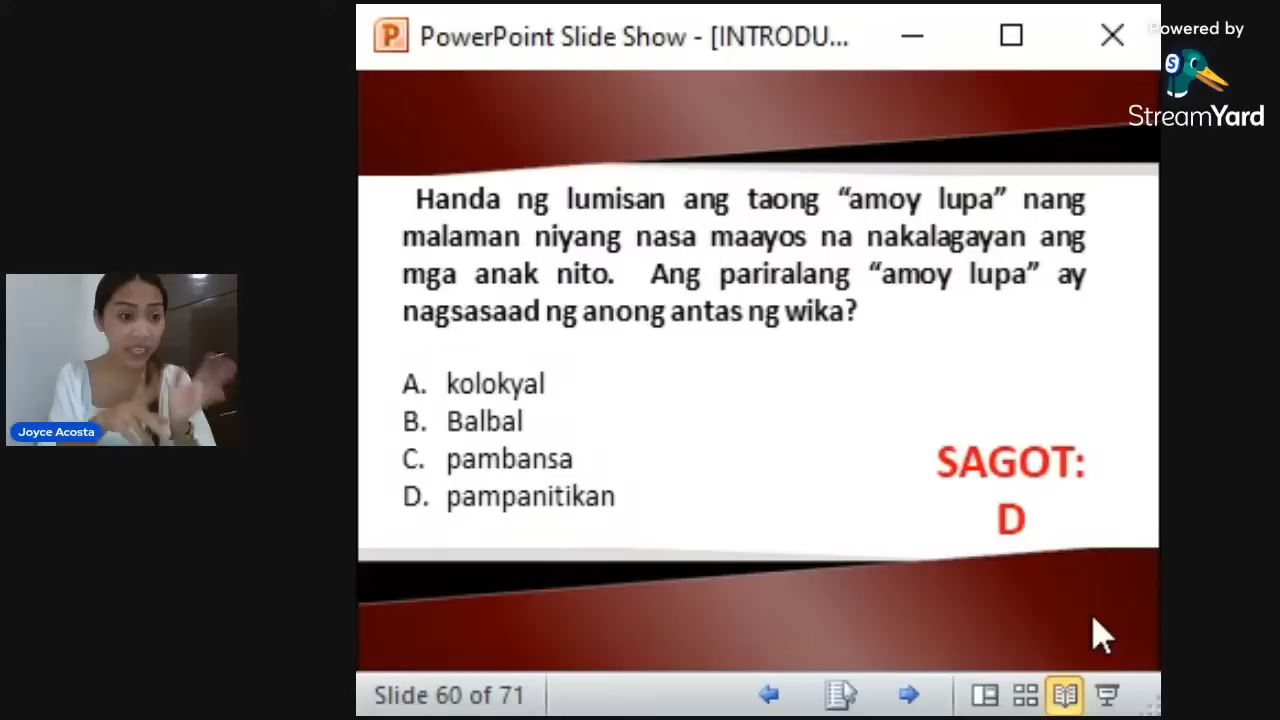 PowerPoint Slide Show - [INTRODU...
Powered by
StreamYard
Handa ng lumisan ang taong “amoy lupa” nang
malaman niyang nasa maayos na nakalagayan ang
mga anak nito. Ang pariralang “amoy lupa” ay
nagsasaad ng anong antas ng wika?
A. kolokyal
B. Balbal
C. pambansa
D. pampanitikan
SAGOT:
D
Joyce Acosta
Slide 60 of 71